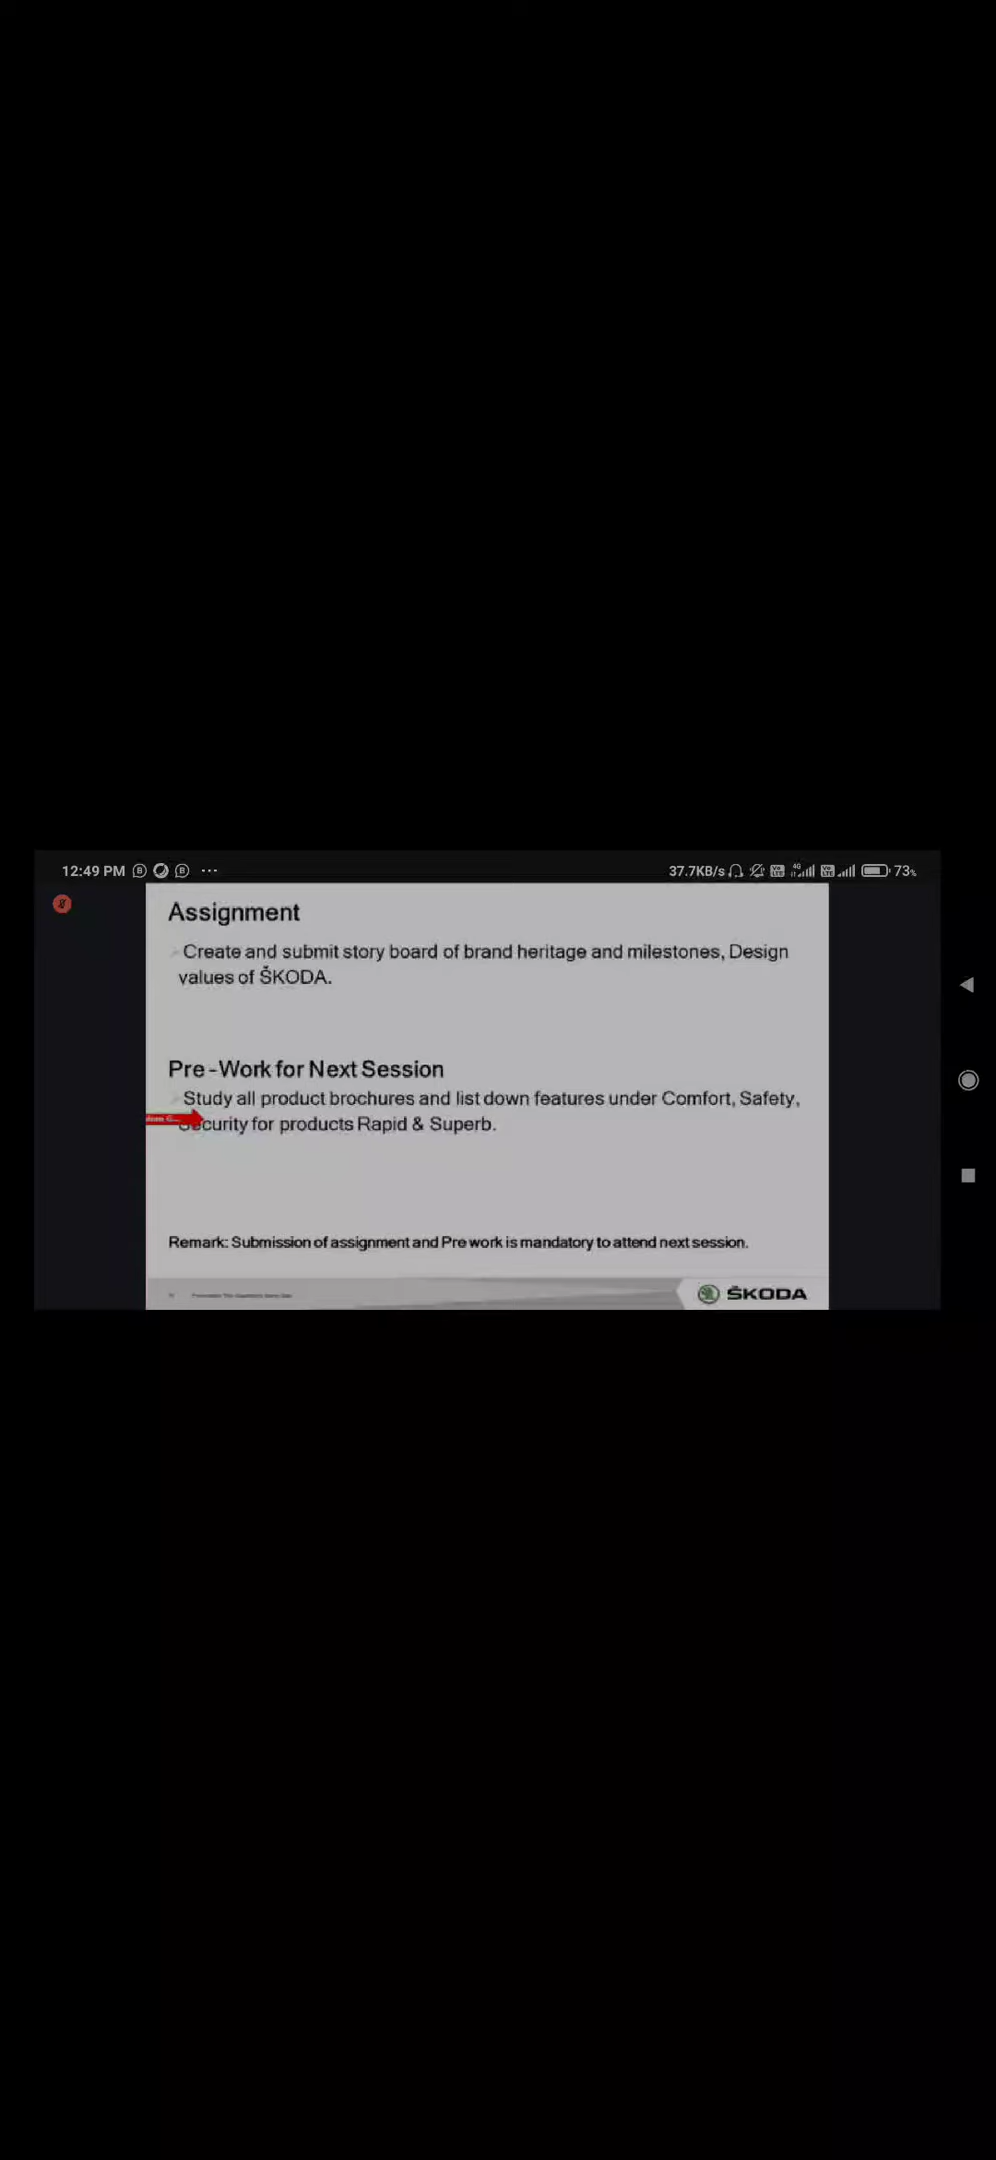 12:49 PM
37.7KB/s 4G 73%
Assignment
Create and submit story board of brand heritage and milestones, Design
values of ŠKODA.
Pre-Work for Next Session
Study all product brochures and list down features under Comfort, Safety,
Security for products Rapid & Superb.
Remark: Submission of assignment and Pre work is mandatory to attend next session.
ŠKODA